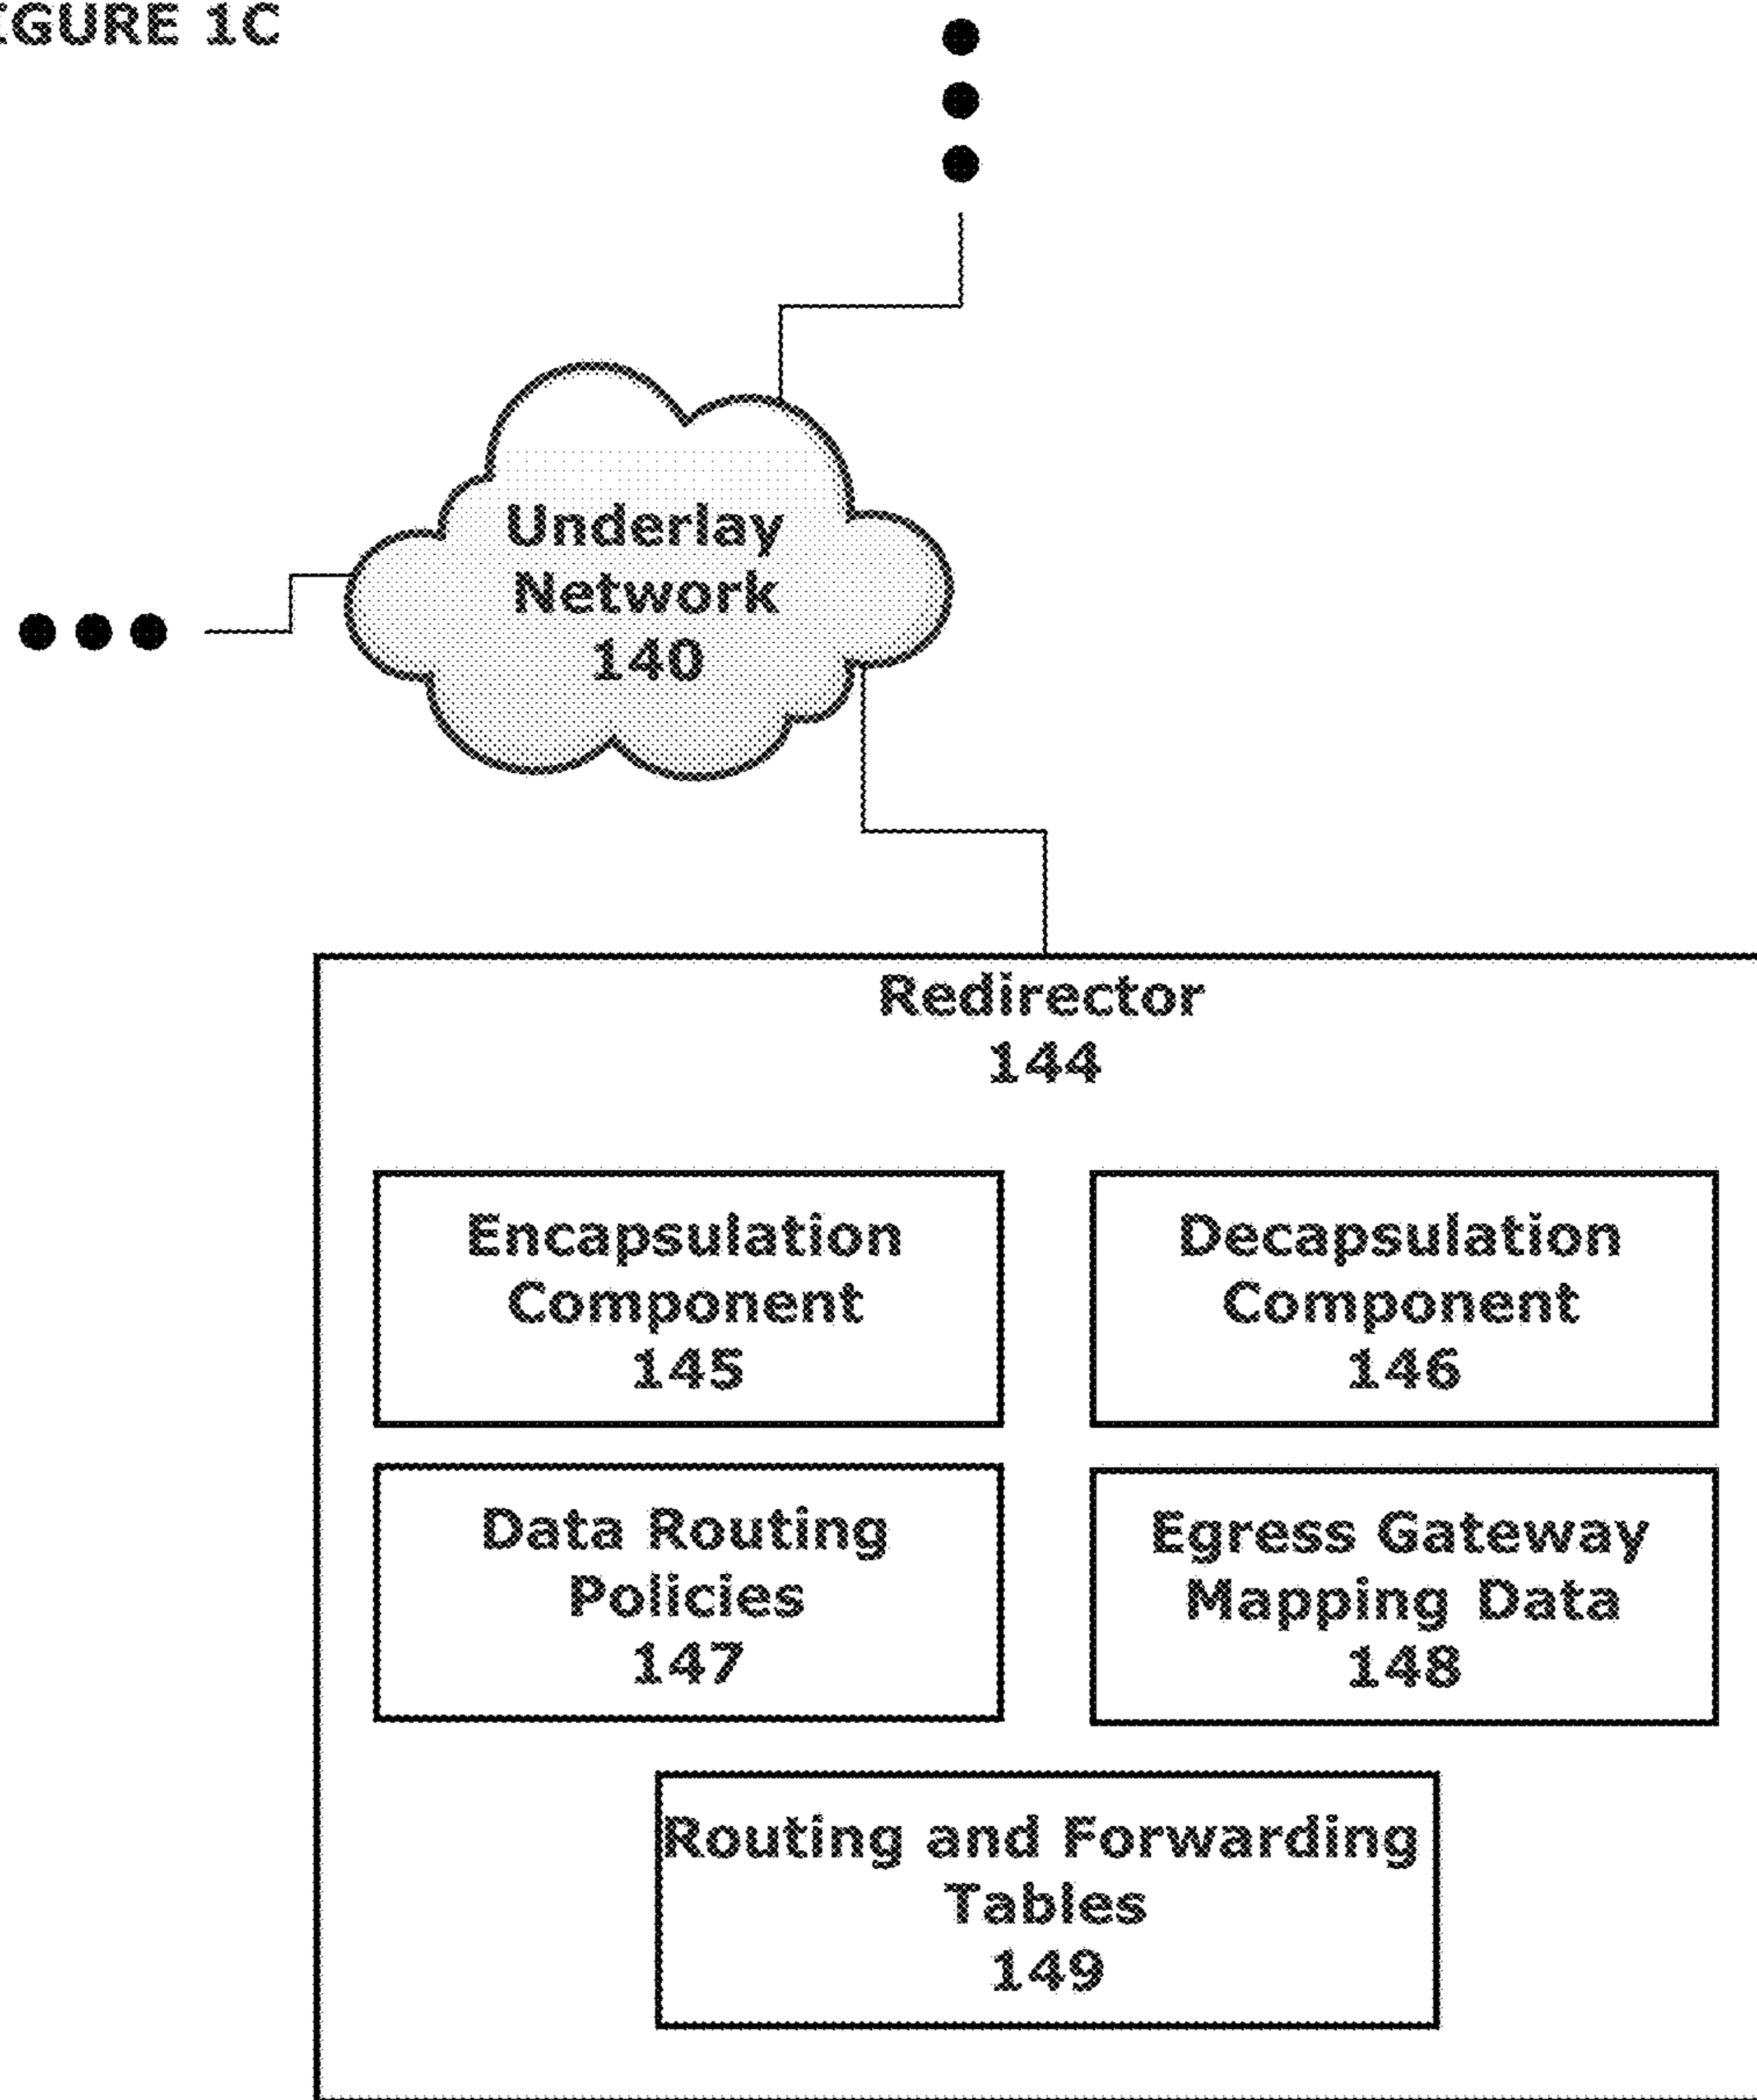 IGURE 1C
Underlay
Network
140
Redirector
144
Encapsulation
Component
145
Decapsulation
Component
146
Data Routing
Policies
147
Egress Gateway
Mapping Data
148
Routing and Forwarding
Tables
149